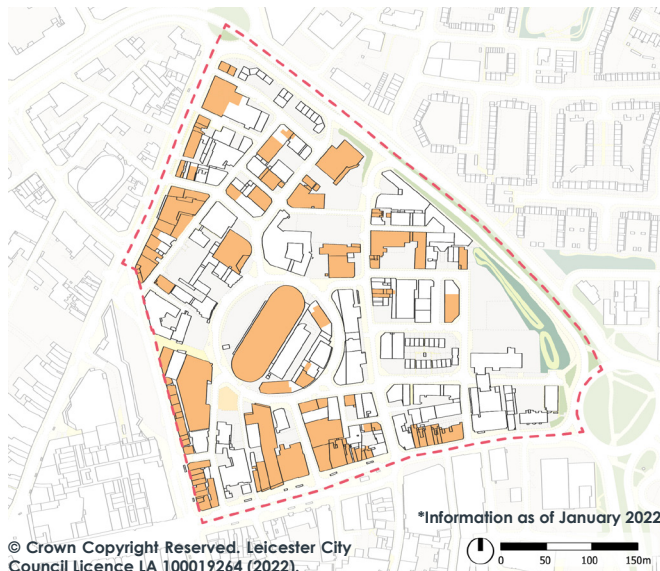 *Information as of January 2022
© Crown Copyright Reserved. Leicester City
Council Licence LA 100019264 (2022).
0 50 100 150m